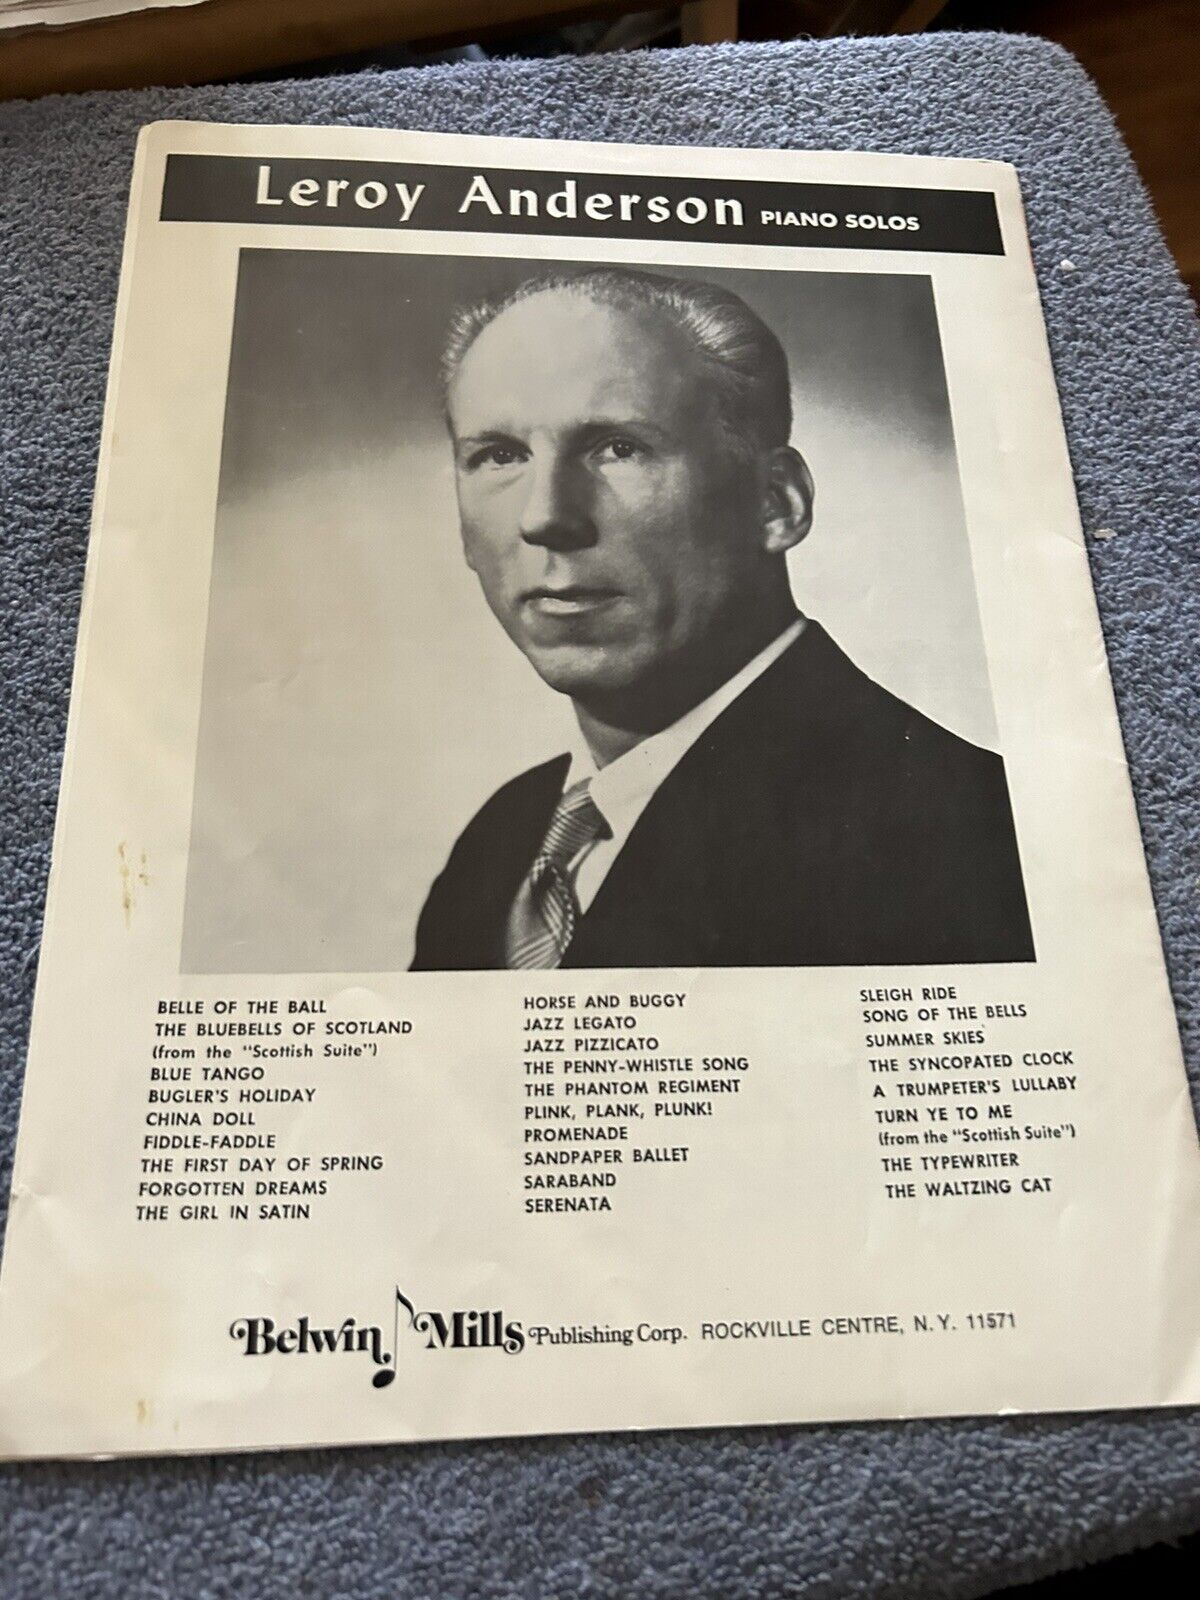 Leroy Anderson PIANO SOLOS
BELLE OF THE BALL
THE BLUEBELLS OF SCOTLAND
(from the "Scottish Suite")
BLUE TANGO
BUGLER'S HOLIDAY
CHINA DOLL
FIDDLE-FADDLE
THE FIRST DAY OF SPRING
FORGOTTEN DREAMS
THE GIRL IN SATIN
HORSE AND BUGGY
JAZZ LEGATO
JAZZ PIZZICATO
THE PENNY-WHISTLE SONG
THE PHANTOM REGIMENT
PLINK, PLANK, PLUNK!
PROMENADE
SANDPAPER BALLET
SARABAND
SERENATA
SLEIGH RIDE
SONG OF THE BELLS
SUMMER SKIES
THE SYNCOPATED CLOCK
A TRUMPETER'S LULLABY
TURN YE TO ME
(from the "Scottish Suite")
THE TYPEWRITER
THE WALTZING CAT
Belwin Mills Publishing Corp. ROCKVILLE CENTRE, N.Y. 11571